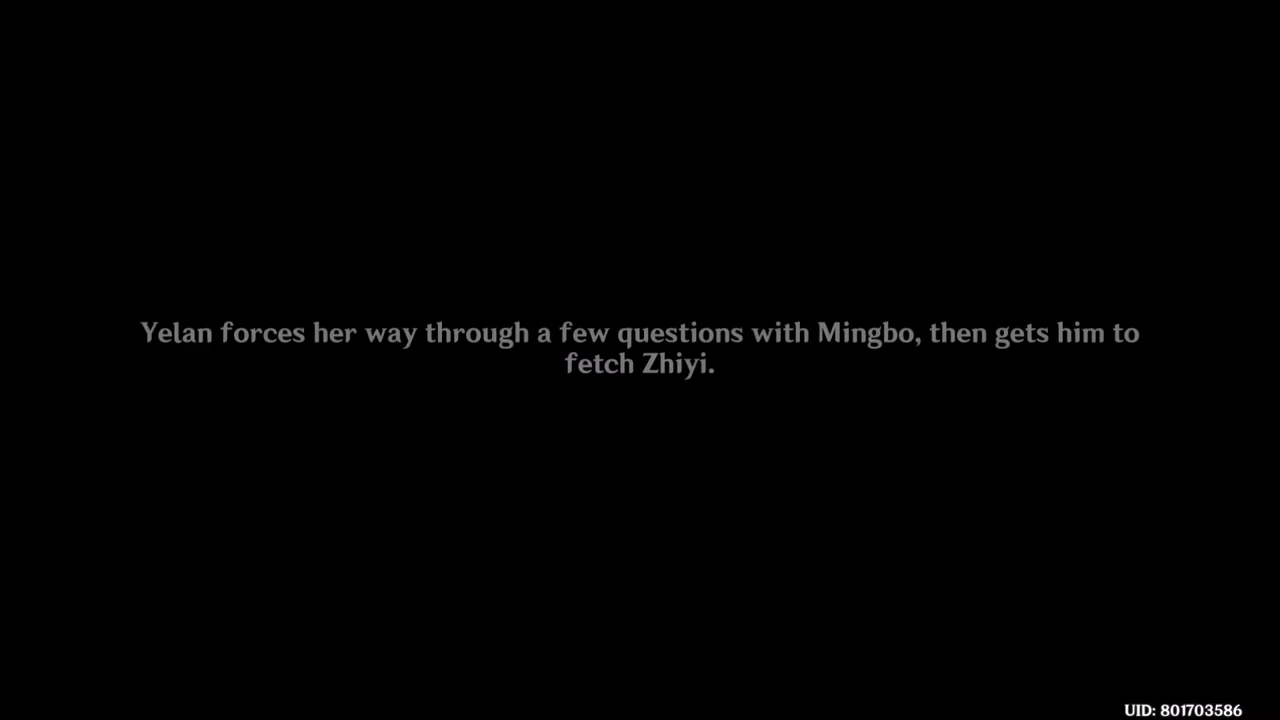 Yelan forces her way through a few questions with Mingbo, then gets him to
fetch Zhiyi.
UID: 801703586